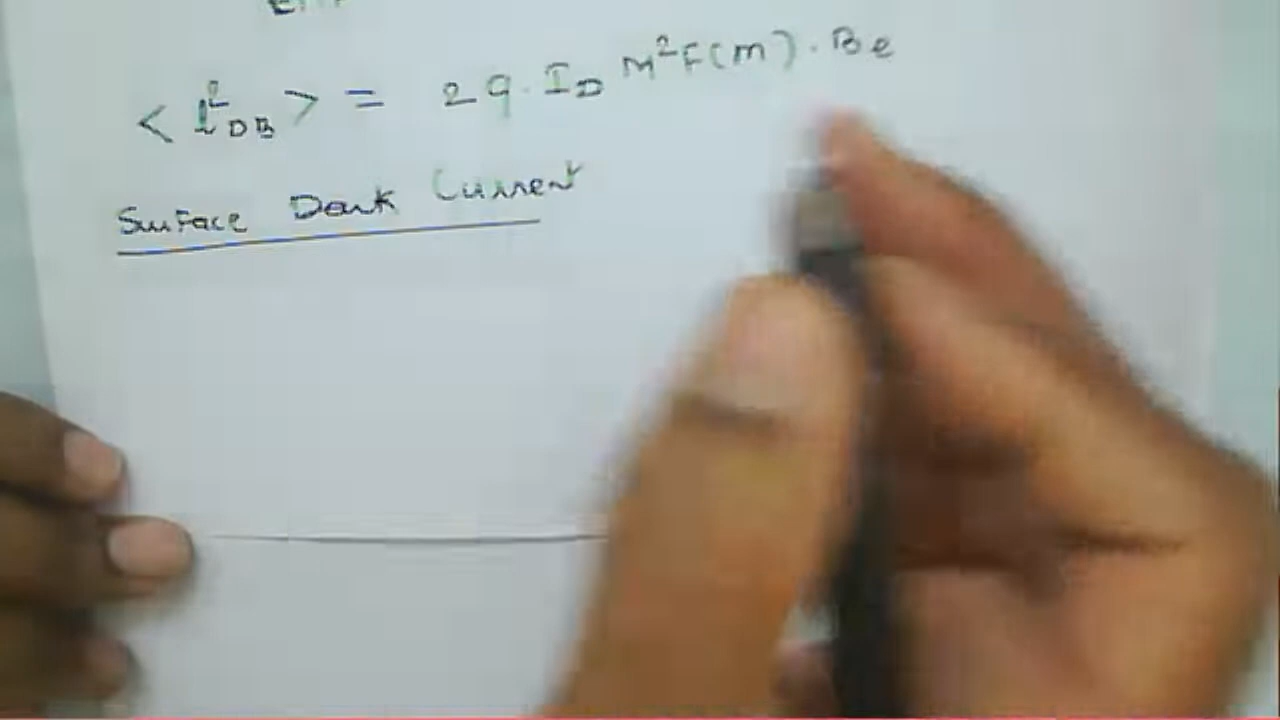 < i²DB > = 2q. ID M²F(m) . Be
Surface Dark Current